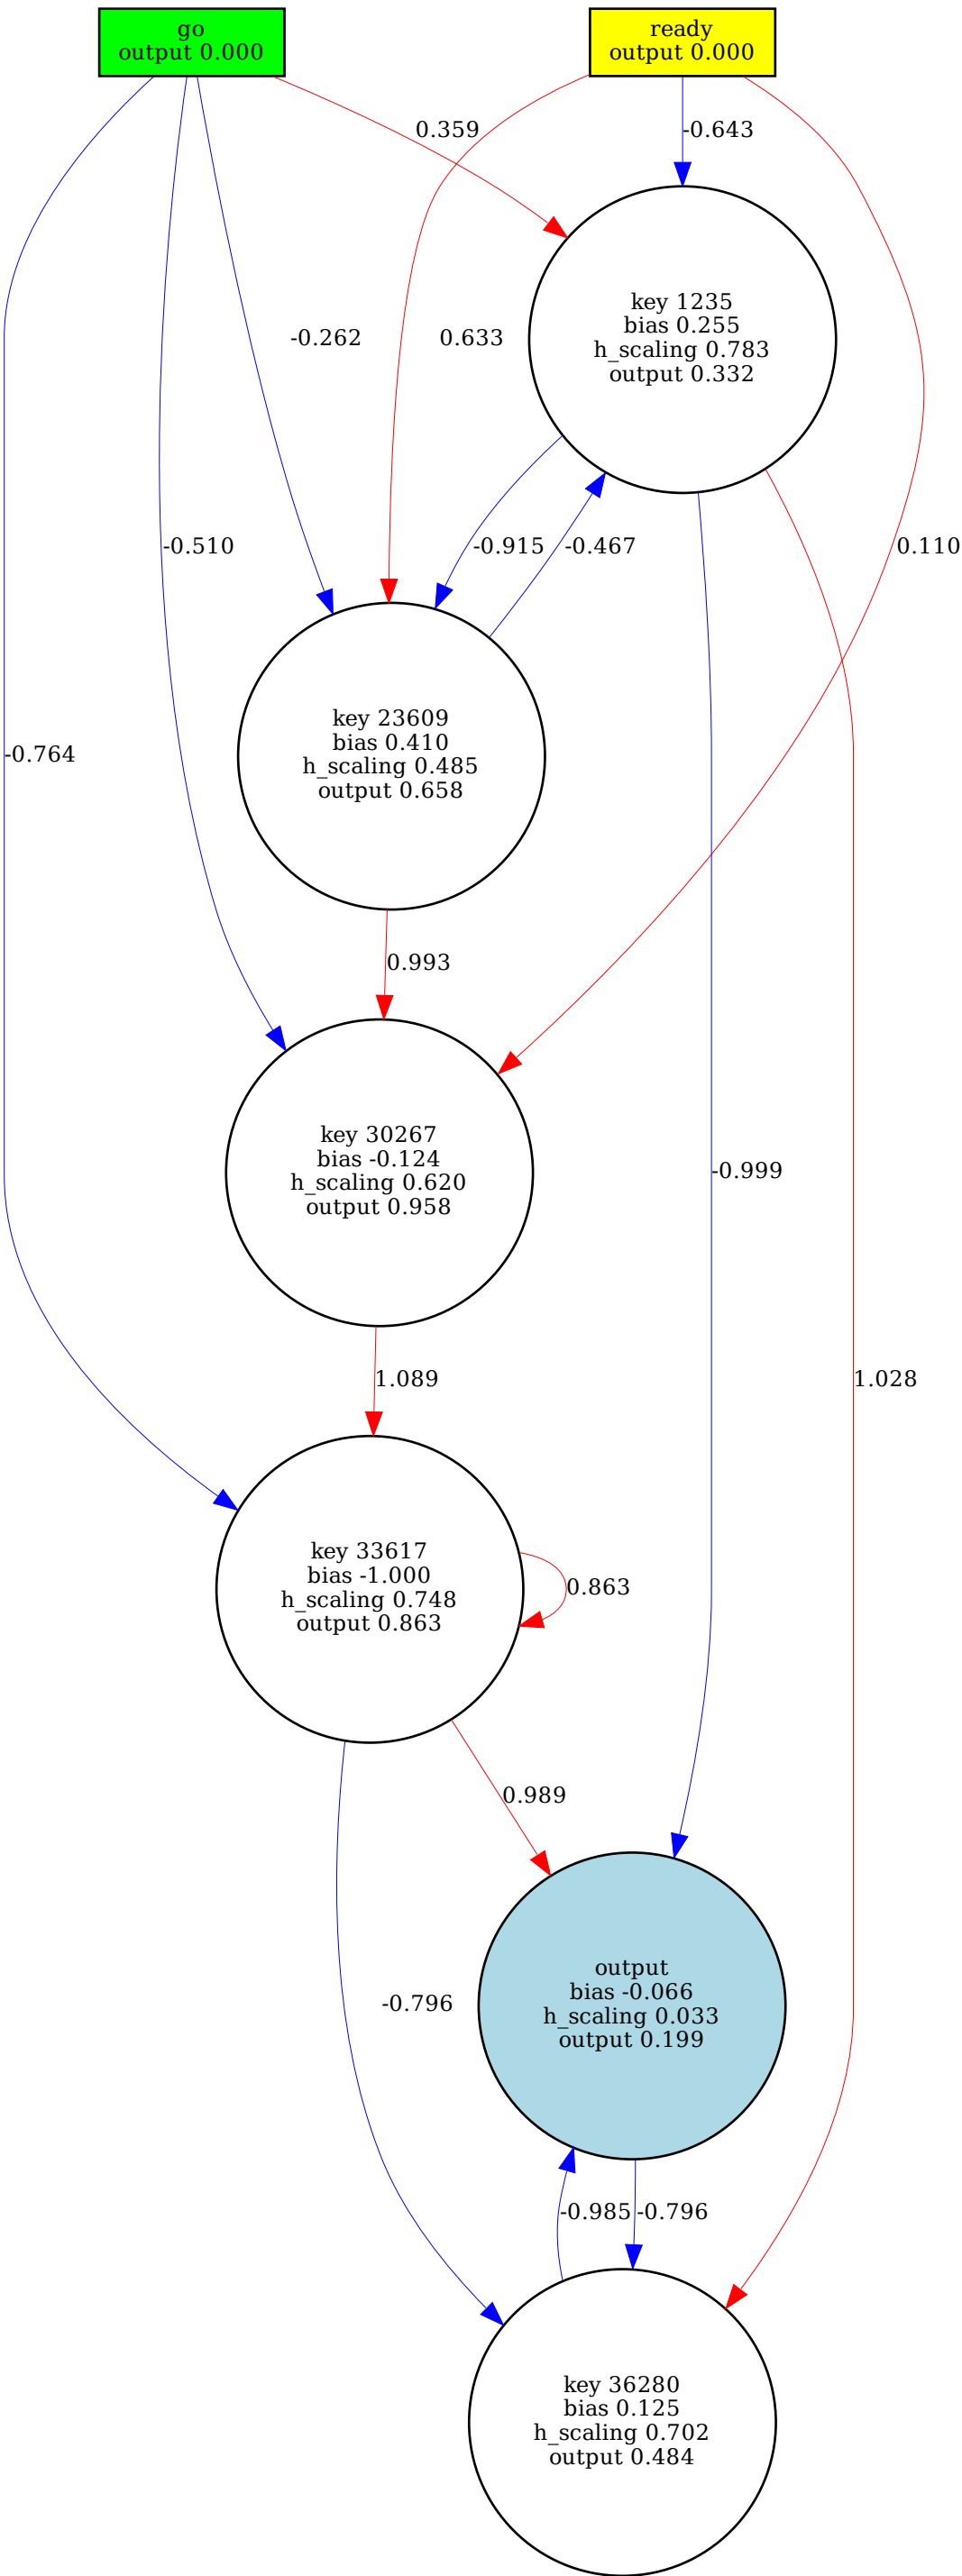 go
output 0.000
ready
output 0.000
0.359
-0.643
key 1235
bias 0.255
h_scaling 0.783
output 0.332
-0.262
0.633
-0.510
-0.915
-0.467
0.110
key 23609
bias 0.410
h_scaling 0.485
output 0.658
-0.764
0.993
key 30267
bias -0.124
h_scaling 0.620
output 0.958
-0.999
1.089
1.028
key 33617
bias -1.000
h_scaling 0.748
output 0.863
0.863
0.989
output
bias -0.066
h_scaling 0.033
output 0.199
-0.796
-0.985
-0.796
key 36280
bias 0.125
h_scaling 0.702
output 0.484